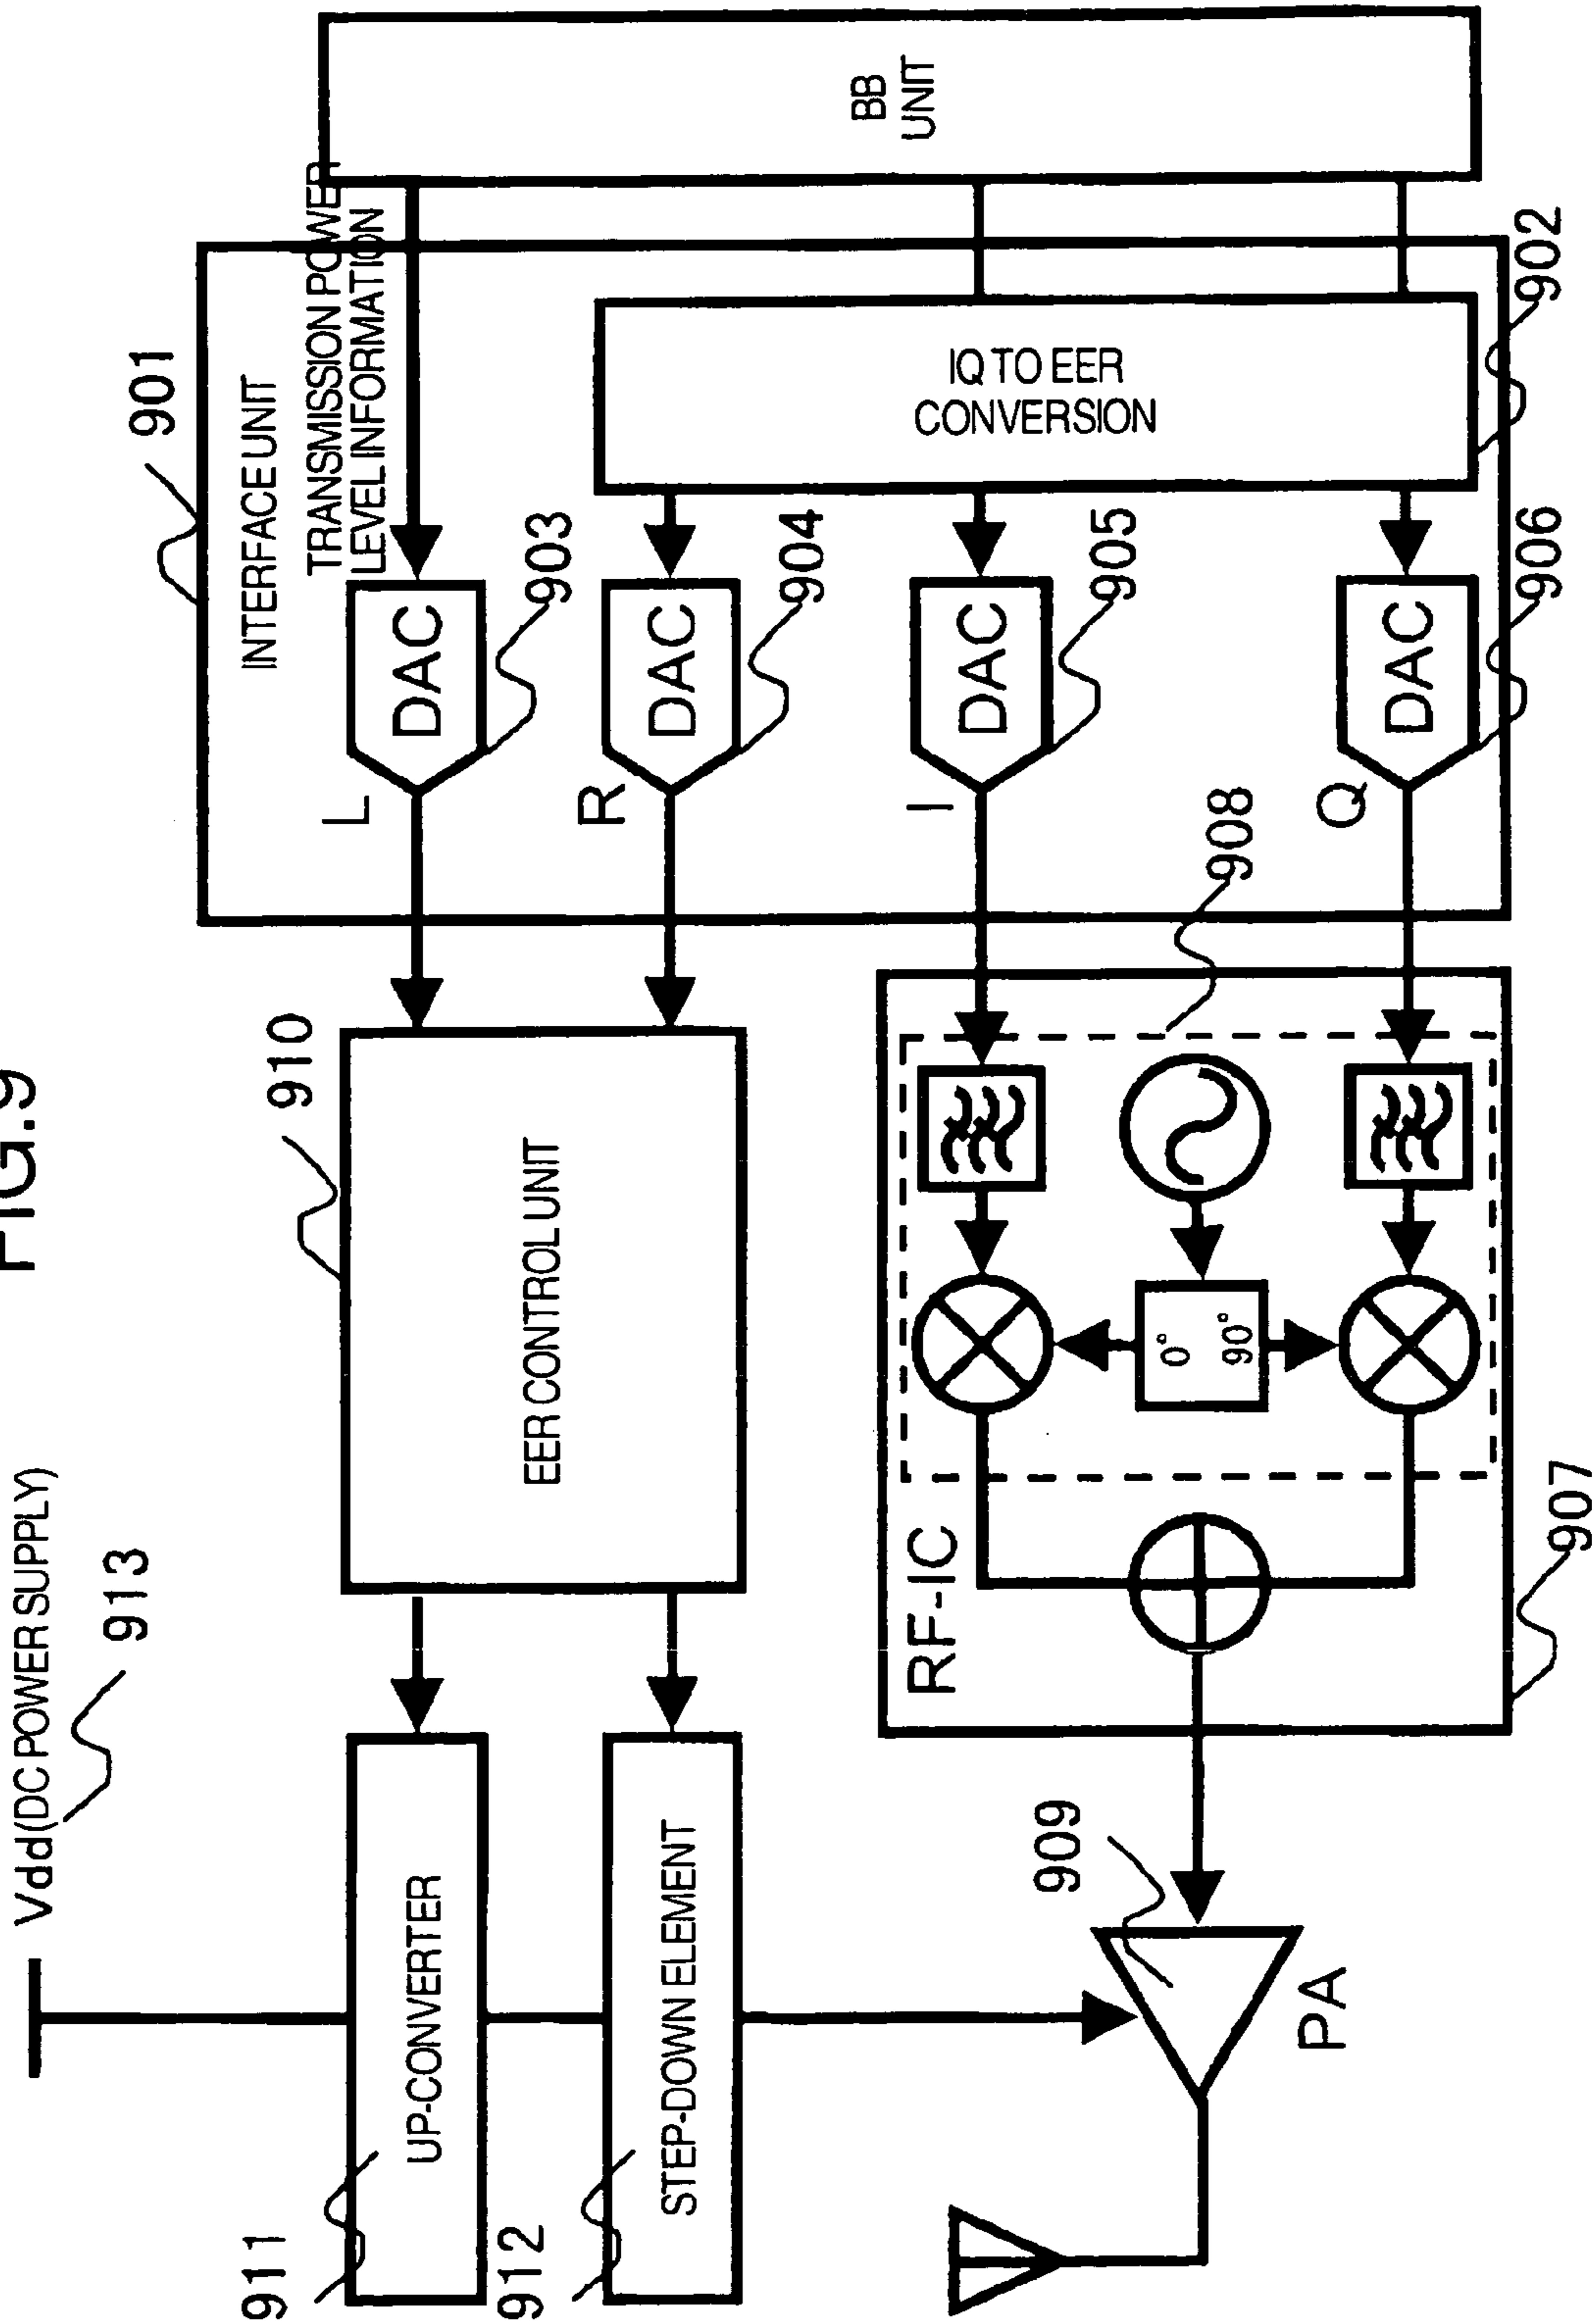 FIG.9
Vdd(DC POWER SUPPLY)
913
911
UP-CONVERTER
912
STEP-DOWN ELEMENT
910
EER CONTROL UNIT
901
INTERFACE UNIT
TRANSMISSION POWER
LEVEL INFORMATION
L
DAC
903
R
DAC
904
I
DAC
905
Q
DAC
906
IQ TO EER
CONVERSION
902
BB
UNIT
908
RF-IC
0°
90°
907
909
PA